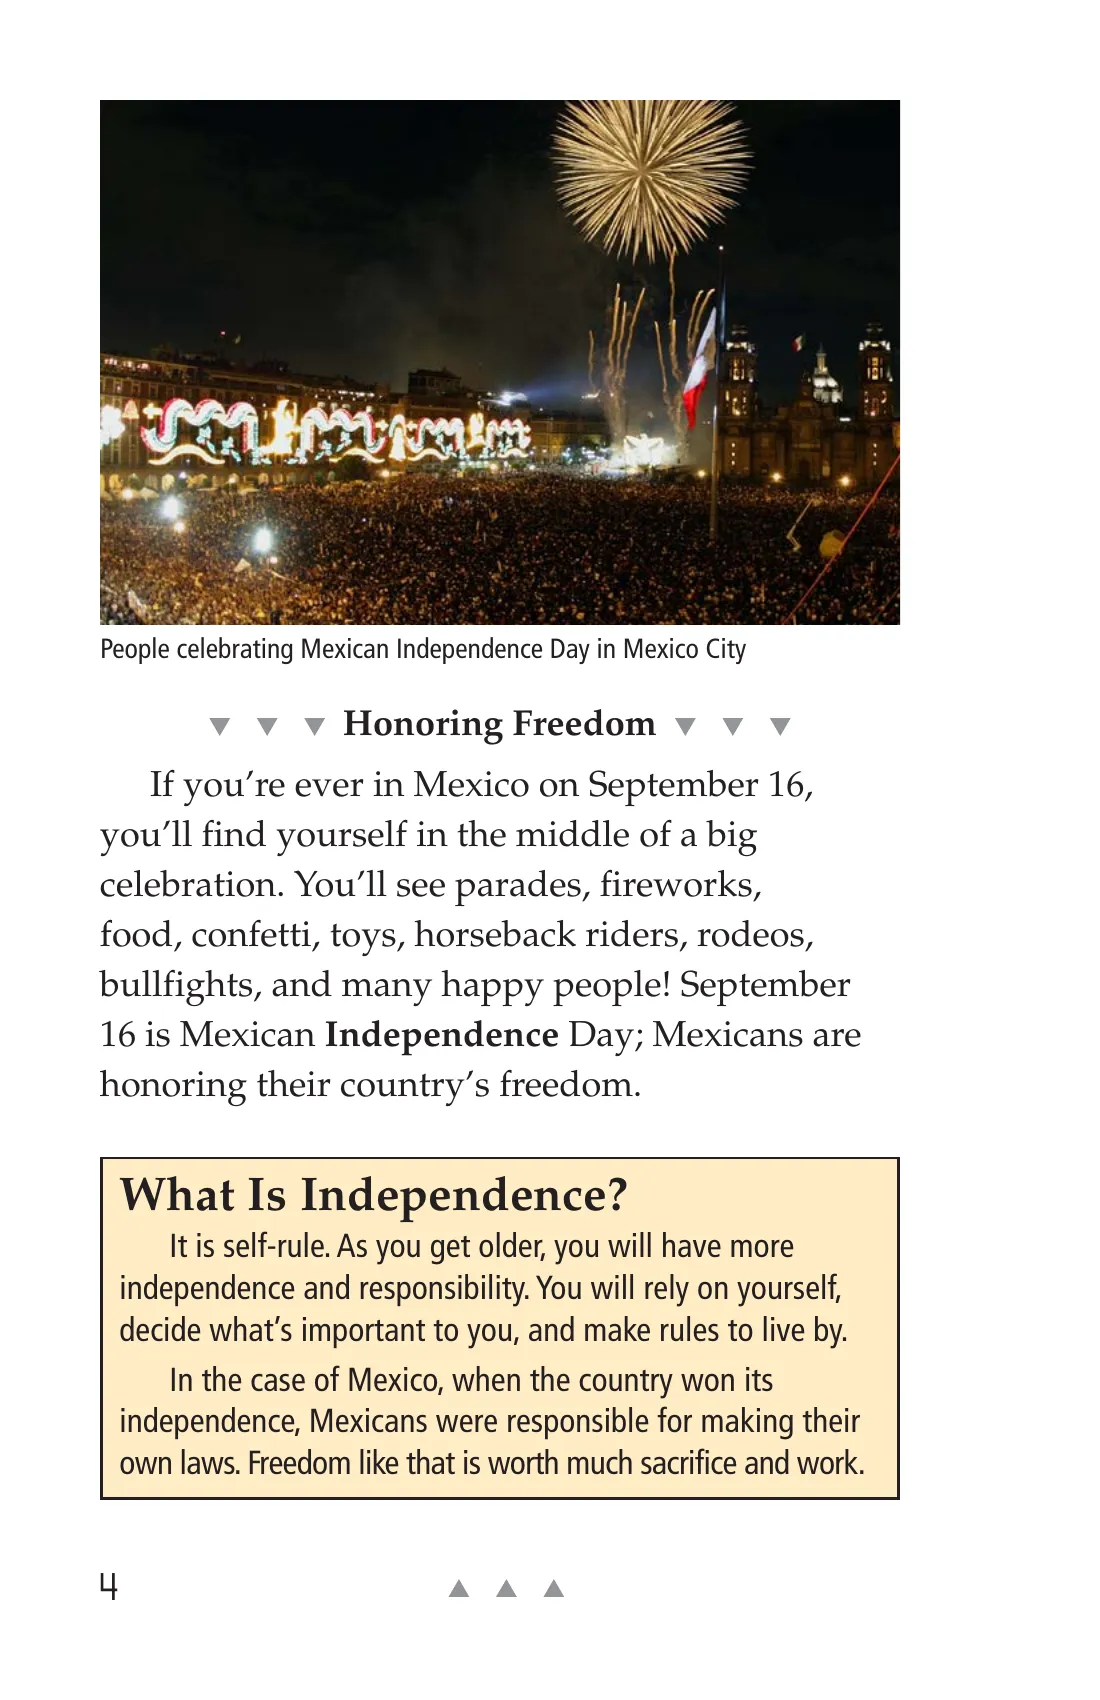 People celebrating Mexican Independence Day in Mexico City
Honoring Freedom
If you’re ever in Mexico on September 16,
you’ll find yourself in the middle of a big
celebration. You’ll see parades, fireworks,
food, confetti, toys, horseback riders, rodeos,
bullfights, and many happy people! September
16 is Mexican Independence Day; Mexicans are
honoring their country’s freedom.
What Is Independence?
It is self-rule. As you get older, you will have more
independence and responsibility. You will rely on yourself,
decide what’s important to you, and make rules to live by.
In the case of Mexico, when the country won its
independence, Mexicans were responsible for making their
own laws. Freedom like that is worth much sacrifice and work.
4